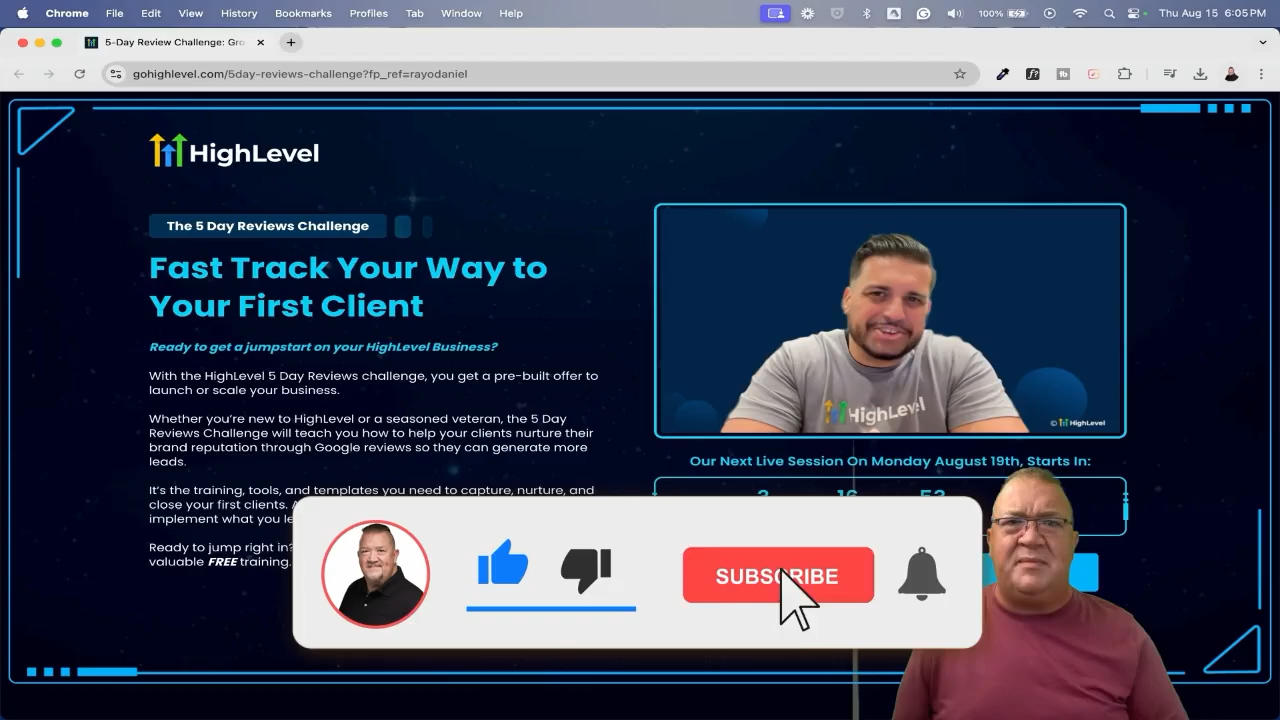 Chrome File Edit View History Bookmarks Profiles Tab Window Help 100% Thu Aug 15 6:05 PM
5-Day Review Challenge: Gro
gohighlevel.com/5day-reviews-challenge?fp_ref=rayodaniel
HighLevel
The 5 Day Reviews Challenge
Fast Track Your Way to
Your First Client
Ready to get a jumpstart on your HighLevel Business?
With the HighLevel 5 Day Reviews challenge, you get a pre-built offer to
launch or scale your business.
Whether you're new to HighLevel or a seasoned veteran, the 5 Day
Reviews Challenge will teach you how to help your clients nurture their
brand reputation through Google reviews so they can generate more
leads.
It's the training, tools, and templates you need to capture, nurture, and
close your first clients.
implement what you le
Ready to jump right in?
valuable FREE training.
HighLevel
© HighLevel
Our Next Live Session On Monday August 19th, Starts In:
SUBSCRIBE